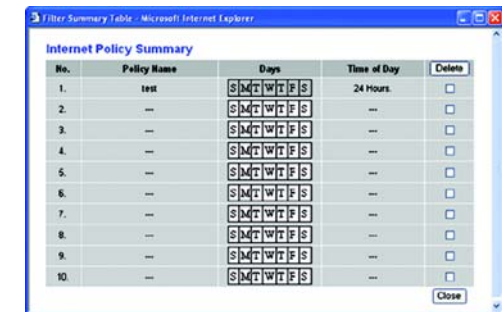 Filter Summary Table - Microsoft Internet Explorer
Internet Policy Summary
No. Policy Name Days Time of Day Delete
1. test S M T W T F S 24 Hours.
2. --- S M T W T F S ---
3. --- S M T W T F S ---
4. --- S M T W T F S ---
5. --- S M T W T F S ---
6. --- S M T W T F S ---
7. --- S M T W T F S ---
8. --- S M T W T F S ---
9. --- S M T W T F S ---
10. --- S M T W T F S ---
Close